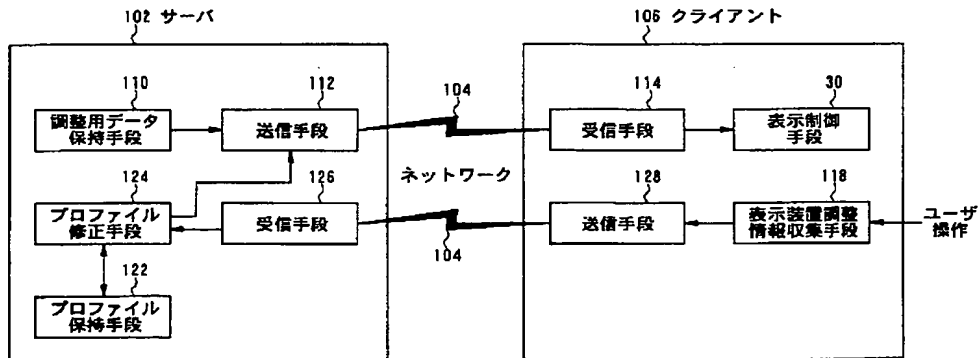 102 サーバ
106 クライアント
110
調整用データ
保持手段
112
送信手段
104
114
受信手段
30
表示制御
手段
ネットワーク
124
プロファイル
修正手段
126
受信手段
104
128
送信手段
118
表示装置調整
情報収集手段
ユーザ
操作
122
プロファイル
保持手段